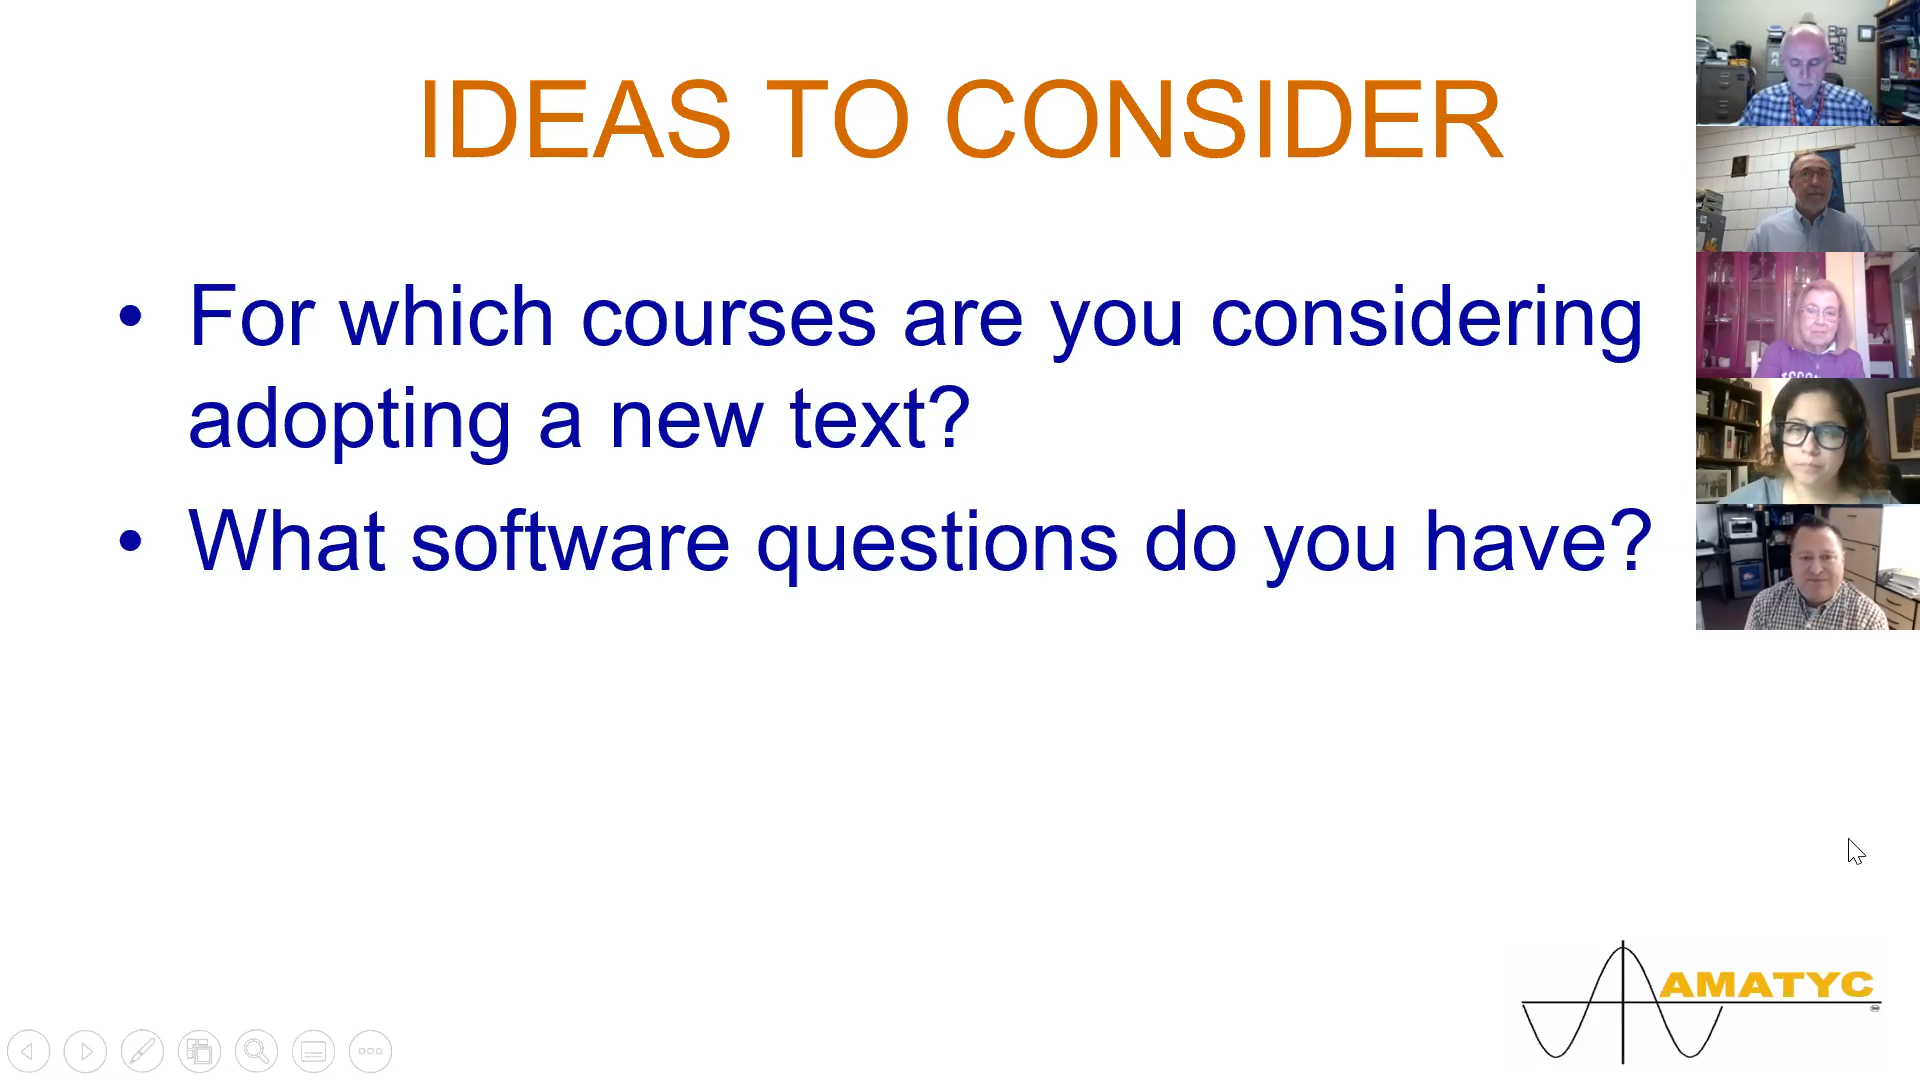 IDEAS TO CONSIDER
• For which courses are you considering
adopting a new text?
• What software questions do you have?
AMATYC